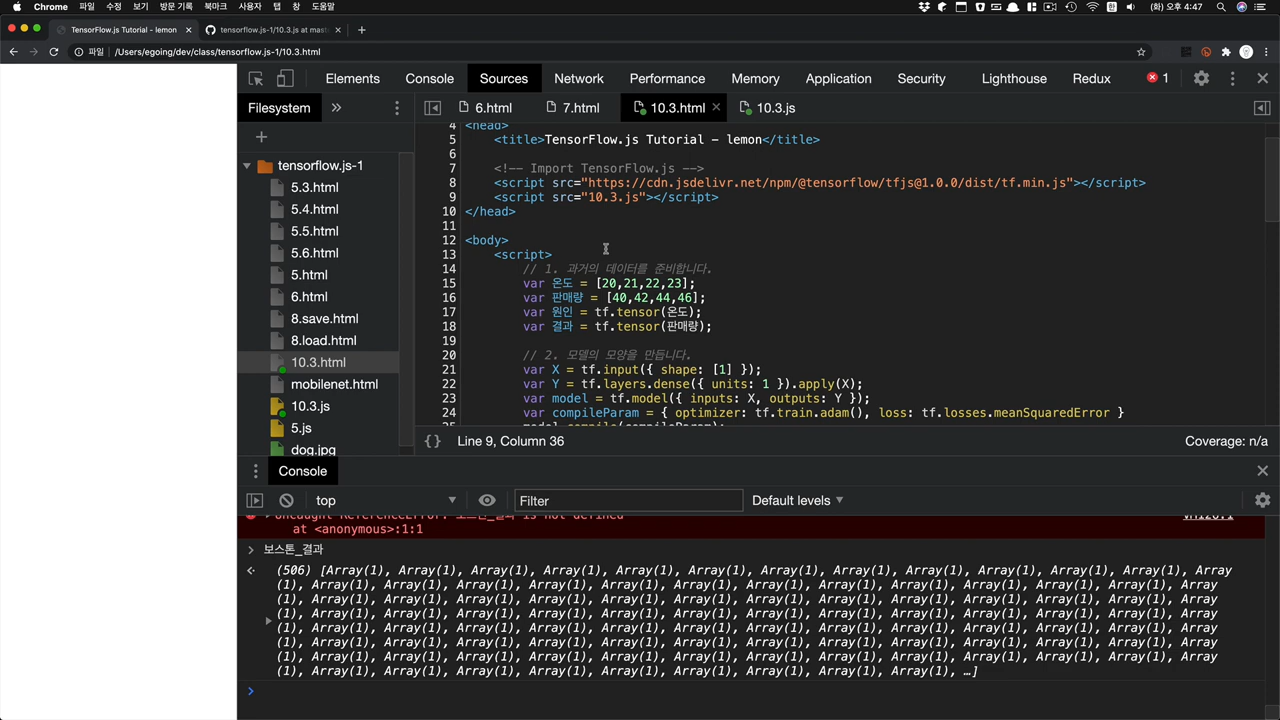 Chrome 파일 수정 보기 방문 기록 북마크 사용자 탭 창 도움말 (화) 4:47
TensorFlow.js Tutorial - lemon × tensorflow.js-1/10.3.js at mast × +
파일 /Users/egoing/dev/class/tensorflow.js-1/10.3.html
Elements Console Sources Network Performance Memory Application Security Lighthouse Redux 1
Filesystem » 6.html 7.html 10.3.html × 10.3.js
+
tensorflow.js-1
5.3.html
5.4.html
5.5.html
5.6.html
5.html
6.html
8.save.html
8.load.html
10.3.html
mobilenet.html
10.3.js
5.js
dog.jpg
4 <head>
5 <title>TensorFlow.js Tutorial - lemon</title>
6
7 <!-- Import TensorFlow.js -->
8 <script src="https://cdn.jsdelivr.net/npm/@tensorflow/tfjs@1.0.0/dist/tf.min.js"></script>
9 <script src="10.3.js"></script>
10 </head>
11
12 <body>
13 <script>
14 // 1. 과거의 데이터를 준비합니다.
15 var 온도 = [20,21,22,23];
16 var 판매량 = [40,42,44,46];
17 var 원인 = tf.tensor(온도);
18 var 결과 = tf.tensor(판매량);
19
20 // 2. 모델의 모양을 만듭니다.
21 var X = tf.input({ shape: [1] });
22 var Y = tf.layers.dense({ units: 1 }).apply(X);
23 var model = tf.model({ inputs: X, outputs: Y });
24 var compileParam = { optimizer: tf.train.adam(), loss: tf.losses.meanSquaredError }
{} Line 9, Column 36 Coverage: n/a
Console
top Filter Default levels
at <anonymous>:1:1
> 보스톤_결과
(506) [Array(1), Array(1), Array(1), Array(1), Array(1), Array(1), Array(1), Array(1), Array(1), Array(1), Array(1), Array(1), Array
(1), Array(1), Array(1), Array(1), Array(1), Array(1), Array(1), Array(1), Array(1), Array(1), Array(1), Array(1), Array(1), Array
(1), Array(1), Array(1), Array(1), Array(1), Array(1), Array(1), Array(1), Array(1), Array(1), Array(1), Array(1), Array(1), Array
(1), Array(1), Array(1), Array(1), Array(1), Array(1), Array(1), Array(1), Array(1), Array(1), Array(1), Array(1), Array(1), Array
(1), Array(1), Array(1), Array(1), Array(1), Array(1), Array(1), Array(1), Array(1), Array(1), Array(1), Array(1), Array(1), Array
(1), Array(1), Array(1), Array(1), Array(1), Array(1), Array(1), Array(1), Array(1), Array(1), Array(1), Array(1), Array(1), Array
(1), Array(1), Array(1), Array(1), Array(1), Array(1), Array(1), Array(1), Array(1), Array(1), Array(1), Array(1), Array(1), Array
(1), Array(1), Array(1), Array(1), Array(1), Array(1), Array(1), Array(1), Array(1), Array(1), Array(1), Array(1), …]
>